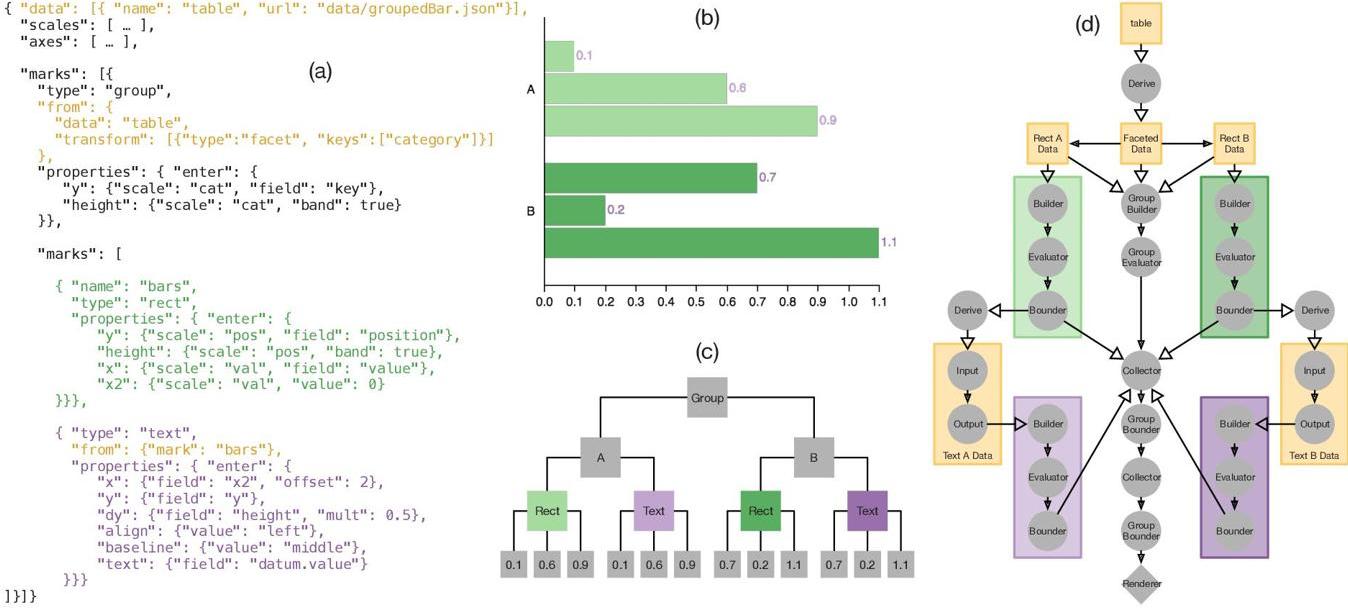 { "data": [{ "name": "table", "url": "data/groupedBar.json"}],
"scales": [ … ],
"axes": [ … ],
"marks": [{
"type": "group",
"from": {
"data": "table",
"transform": [{"type":"facet", "keys":["category"]}]
},
"properties": { "enter": {
"y": {"scale": "cat", "field": "key"},
"height": {"scale": "cat", "band": true}
}},
"marks": [
{ "name": "bars",
"type": "rect",
"properties": { "enter": {
"y": {"scale": "pos", "field": "position"},
"height": {"scale": "pos", "band": true},
"x": {"scale": "val", "field": "value"},
"x2": {"scale": "val", "value": 0}
}}},
{ "type": "text",
"from": {"mark": "bars"},
"properties": { "enter": {
"x": {"field": "x2", "offset": 2},
"y": {"field": "y"},
"dy": {"field": "height", "mult": 0.5},
"align": {"value": "left"},
"baseline": {"value": "middle"},
"text": {"field": "datum.value"}
}}}
]}]}
(a)
(b)
0.1
A
0.6
0.9
0.7
B
0.2
1.1
0.0 0.1 0.2 0.3 0.4 0.5 0.6 0.7 0.8 0.9 1.0 1.1
(c)
Group
A B
Rect Text Rect Text
0.1 0.6 0.9 0.1 0.6 0.9 0.7 0.2 1.1 0.7 0.2 1.1
(d)
table
Derive
Rect A
Data
Faceted
Data
Rect B
Data
Builder
Group
Builder
Builder
Evaluator
Group
Evaluator
Evaluator
Derive
Bounder
Bounder
Derive
Input
Collector
Input
Output
Builder
Group
Bounder
Builder
Output
Text A Data
Text B Data
Evaluator
Collector
Evaluator
Bounder
Group
Bounder
Bounder
Renderer